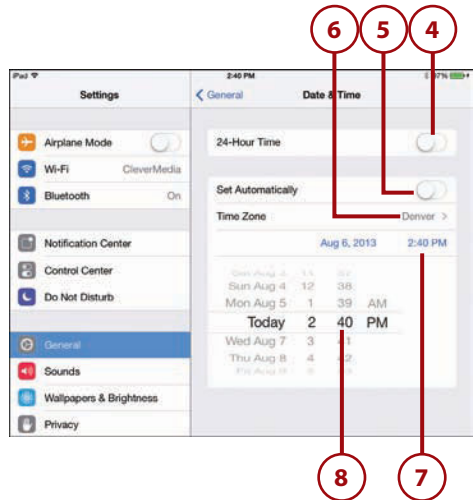 6 5 4
iPad 2:40 PM 97%
Settings
General Date & Time
Airplane Mode
24-Hour Time
Wi-Fi CleverMedia
Bluetooth On
Set Automatically
Time Zone Denver
Aug 6, 2013 2:40 PM
Notification Center
Control Center
Do Not Disturb
Sun Aug 4 12 38
Mon Aug 5 1 39 AM
Today 2 40 PM
Wed Aug 7 3 41
Thu Aug 8 4 42
General
Sounds
Wallpapers & Brightness
Privacy
8 7